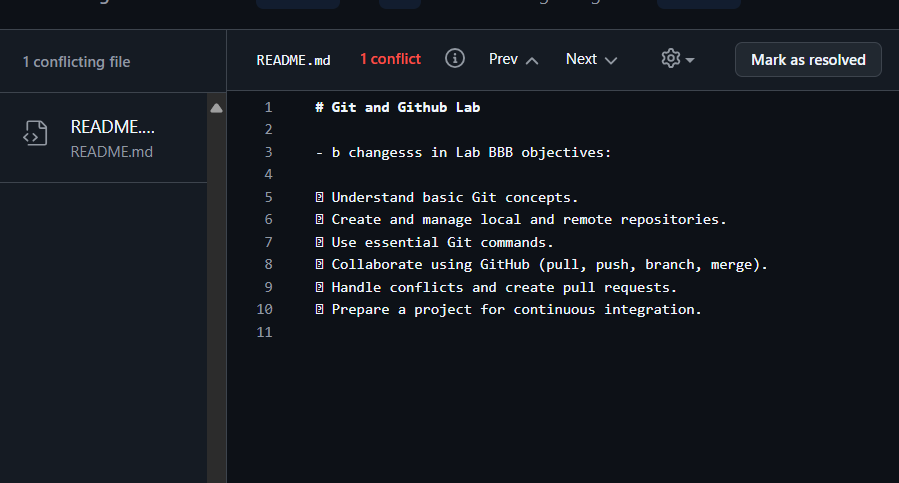 1 conflicting file
README.md 1 conflict Prev Next Mark as resolved
README....
README.md
1 # Git and Github Lab
2
3 - b changesss in Lab BBB objectives:
4
5 Understand basic Git concepts.
6 Create and manage local and remote repositories.
7 Use essential Git commands.
8 Collaborate using GitHub (pull, push, branch, merge).
9 Handle conflicts and create pull requests.
10 Prepare a project for continuous integration.
11